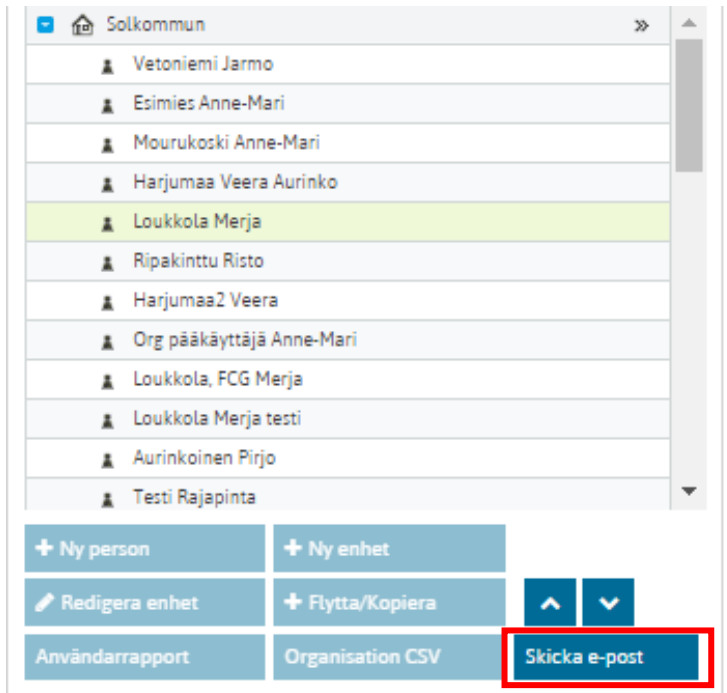 Solkommun
Vetoniemi Jarmo
Esimies Anne-Mari
Mourukoski Anne-Mari
Harjumaa Veera Aurinko
Loukkola Merja
Ripakinttu Risto
Harjumaa2 Veera
Org pääkäyttäjä Anne-Mari
Loukkola, FCG Merja
Loukkola Merja testi
Aurinkoinen Pirjo
Testi Rajapinta
Ny person
Ny enhet
Redigera enhet
Flytta/Kopiera
Användarrapport
Organisation CSV
Skicka e-post